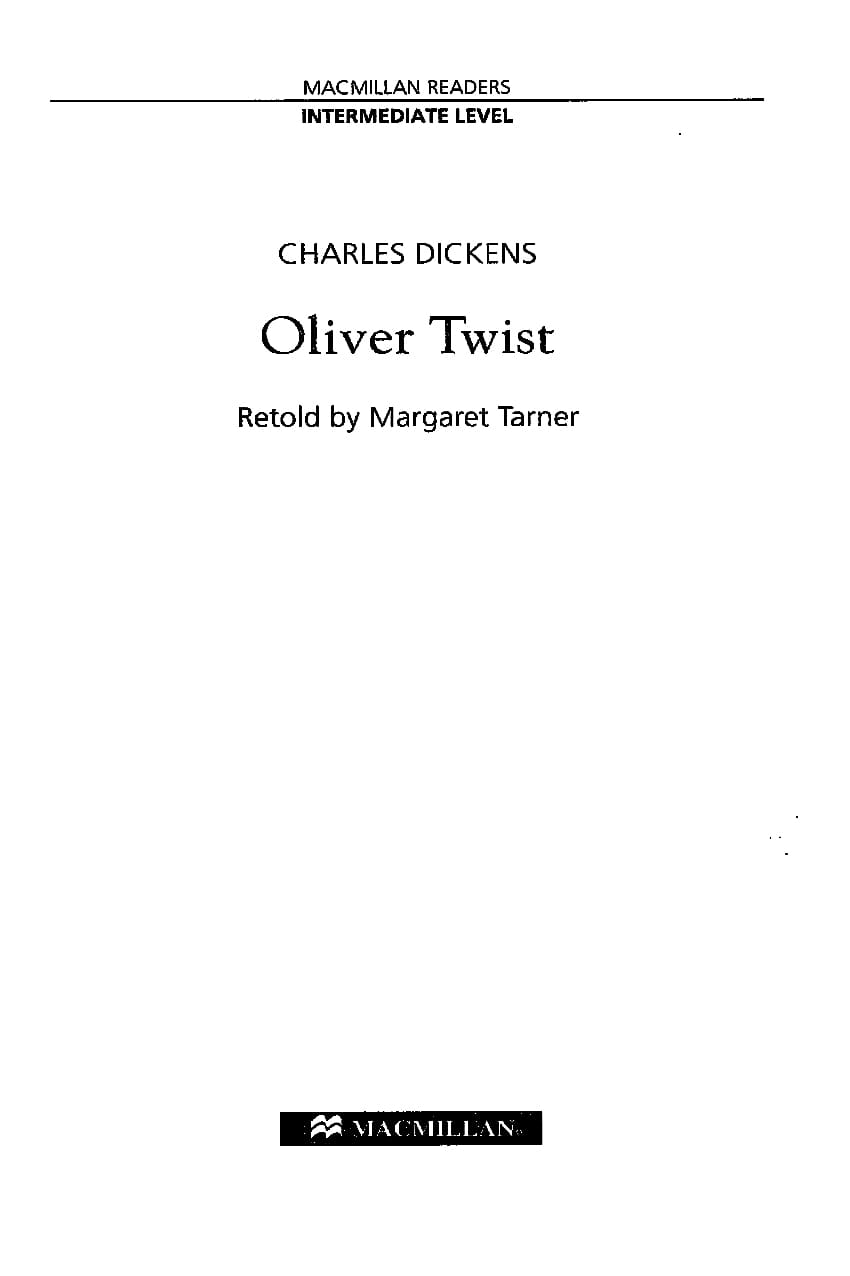 MACMILLAN READERS
INTERMEDIATE LEVEL
CHARLES DICKENS
Oliver Twist
Retold by Margaret Tarner
MACMILLAN